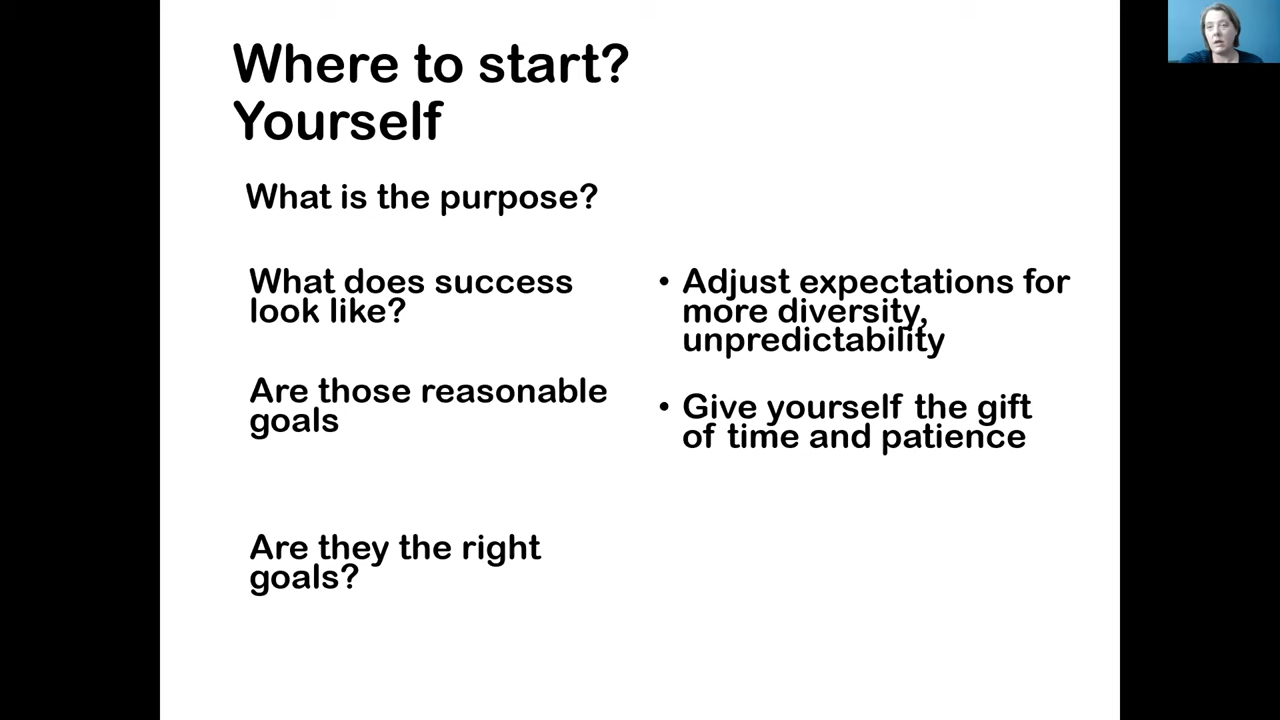 Where to start?
Yourself
What is the purpose?
What does success
look like?
Are those reasonable
goals
Are they the right
goals?
• Adjust expectations for
more diversity,
unpredictability
• Give yourself the gift
of time and patience